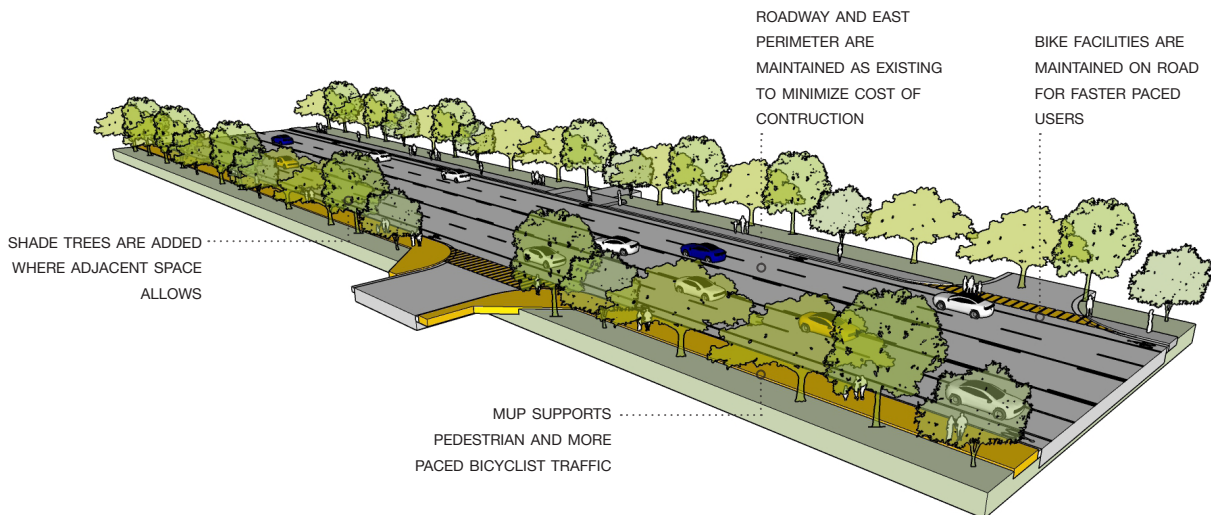 ROADWAY AND EAST
PERIMETER ARE
MAINTAINED AS EXISTING
TO MINIMIZE COST OF
CONTRUCTION
BIKE FACILITIES ARE
MAINTAINED ON ROAD
FOR FASTER PACED
USERS
SHADE TREES ARE ADDED
WHERE ADJACENT SPACE
ALLOWS
MUP SUPPORTS
PEDESTRIAN AND MORE
PACED BICYCLIST TRAFFIC